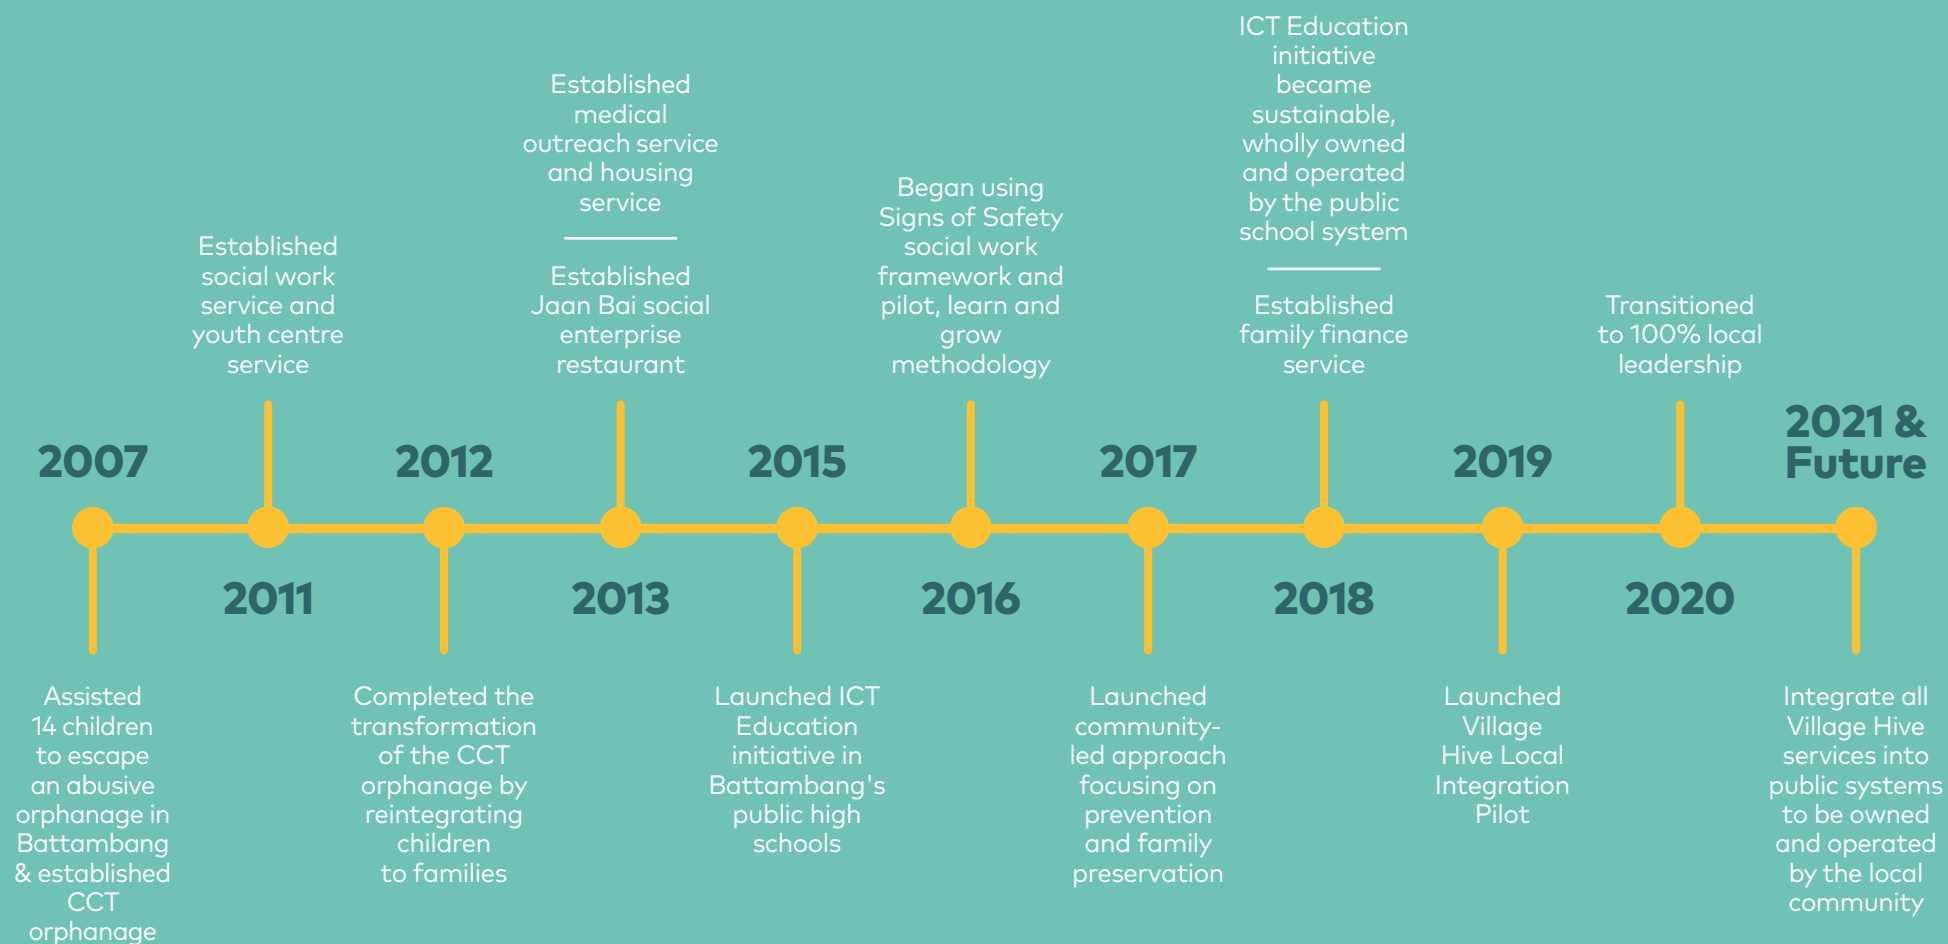 2007
Assisted
14 children
to escape
an abusive
orphanage in
Battambang
& established
CCT
orphanage
Established
social work
service and
youth centre
service
2011
2012
Completed the
transformation
of the CCT
orphanage by
reintegrating
children
to families
Established
medical
outreach service
and housing
service
Established
Jaan Bai social
enterprise
restaurant
2013
2015
Launched ICT
Education
initiative in
Battambang's
public high
schools
Began using
Signs of Safety
social work
framework and
pilot, learn and
grow
methodology
2016
2017
Launched
community-
led approach
focusing on
prevention
and family
preservation
ICT Education
initiative
became
sustainable,
wholly owned
and operated
by the public
school system
Established
family finance
service
2018
2019
Launched
Village
Hive Local
Integration
Pilot
Transitioned
to 100% local
leadership
2020
2021 &
Future
Integrate all
Village Hive
services into
public systems
to be owned
and operated
by the local
community